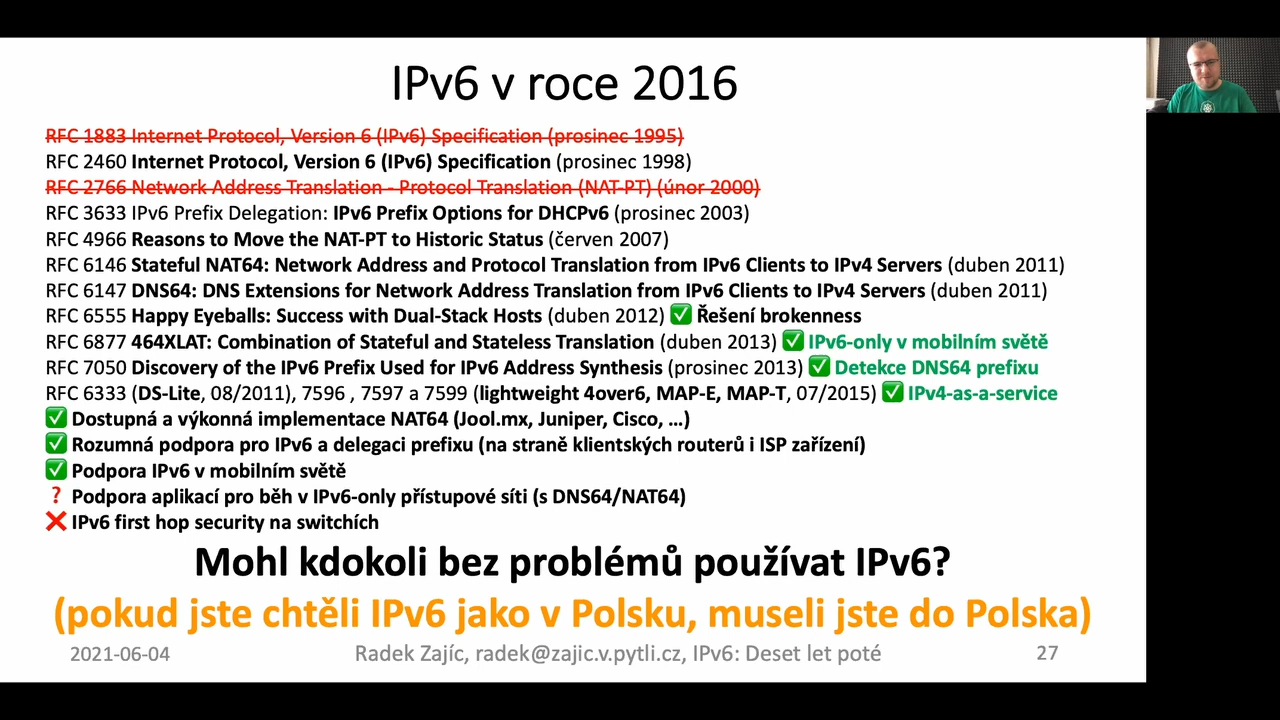 IPv6 v roce 2016
RFC 1883 Internet Protocol, Version 6 (IPv6) Specification (prosinec 1995)
RFC 2460 Internet Protocol, Version 6 (IPv6) Specification (prosinec 1998)
RFC 2766 Network Address Translation - Protocol Translation (NAT-PT) (únor 2000)
RFC 3633 IPv6 Prefix Delegation: IPv6 Prefix Options for DHCPv6 (prosinec 2003)
RFC 4966 Reasons to Move the NAT-PT to Historic Status (červen 2007)
RFC 6146 Stateful NAT64: Network Address and Protocol Translation from IPv6 Clients to IPv4 Servers (duben 2011)
RFC 6147 DNS64: DNS Extensions for Network Address Translation from IPv6 Clients to IPv4 Servers (duben 2011)
RFC 6555 Happy Eyeballs: Success with Dual-Stack Hosts (duben 2012) ✅ Řešení brokenness
RFC 6877 464XLAT: Combination of Stateful and Stateless Translation (duben 2013) ✅ IPv6-only v mobilním světě
RFC 7050 Discovery of the IPv6 Prefix Used for IPv6 Address Synthesis (prosinec 2013) ✅ Detekce DNS64 prefixu
RFC 6333 (DS-Lite, 08/2011), 7596 , 7597 a 7599 (lightweight 4over6, MAP-E, MAP-T, 07/2015) ✅ IPv4-as-a-service
✅ Dostupná a výkonná implementace NAT64 (Jool.mx, Juniper, Cisco, …)
✅ Rozumná podpora pro IPv6 a delegaci prefixu (na straně klientských routerů i ISP zařízení)
✅ Podpora IPv6 v mobilním světě
❓ Podpora aplikací pro běh v IPv6-only přístupové síti (s DNS64/NAT64)
❌ IPv6 first hop security na switchích
Mohl kdokoli bez problémů používat IPv6?
(pokud jste chtěli IPv6 jako v Polsku, museli jste do Polska)
2021-06-04 Radek Zajíc, radek@zajic.v.pytli.cz, IPv6: Deset let poté 27